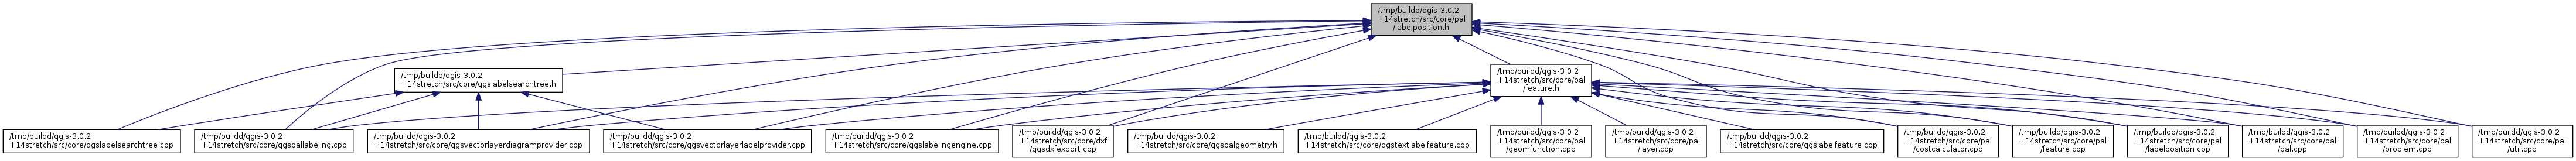 /tmp/buildd/qgis-3.0.2
+14stretch/src/core/pal
/labelposition.h
/tmp/buildd/qgis-3.0.2
+14stretch/src/core/qgslabelsearchtree.h
/tmp/buildd/qgis-3.0.2
+14stretch/src/core/pal
/feature.h
/tmp/buildd/qgis-3.0.2
+14stretch/src/core/qgslabelsearchtree.cpp
/tmp/buildd/qgis-3.0.2
+14stretch/src/core/qgspallabeling.cpp
/tmp/buildd/qgis-3.0.2
+14stretch/src/core/qgsvectorlayerdiagramprovider.cpp
/tmp/buildd/qgis-3.0.2
+14stretch/src/core/qgsvectorlayerlabelprovider.cpp
/tmp/buildd/qgis-3.0.2
+14stretch/src/core/qgslabelingengine.cpp
/tmp/buildd/qgis-3.0.2
+14stretch/src/core/dxf
/qgsdxfexport.cpp
/tmp/buildd/qgis-3.0.2
+14stretch/src/core/qgspalgeometry.h
/tmp/buildd/qgis-3.0.2
+14stretch/src/core/qgstextlabelfeature.cpp
/tmp/buildd/qgis-3.0.2
+14stretch/src/core/pal
/geomfunction.cpp
/tmp/buildd/qgis-3.0.2
+14stretch/src/core/pal
/layer.cpp
/tmp/buildd/qgis-3.0.2
+14stretch/src/core/qgslabelfeature.cpp
/tmp/buildd/qgis-3.0.2
+14stretch/src/core/pal
/costcalculator.cpp
/tmp/buildd/qgis-3.0.2
+14stretch/src/core/pal
/feature.cpp
/tmp/buildd/qgis-3.0.2
+14stretch/src/core/pal
/labelposition.cpp
/tmp/buildd/qgis-3.0.2
+14stretch/src/core/pal
/pal.cpp
/tmp/buildd/qgis-3.0.2
+14stretch/src/core/pal
/problem.cpp
/tmp/buildd/qgis-3.0.2
+14stretch/src/core/pal
/util.cpp